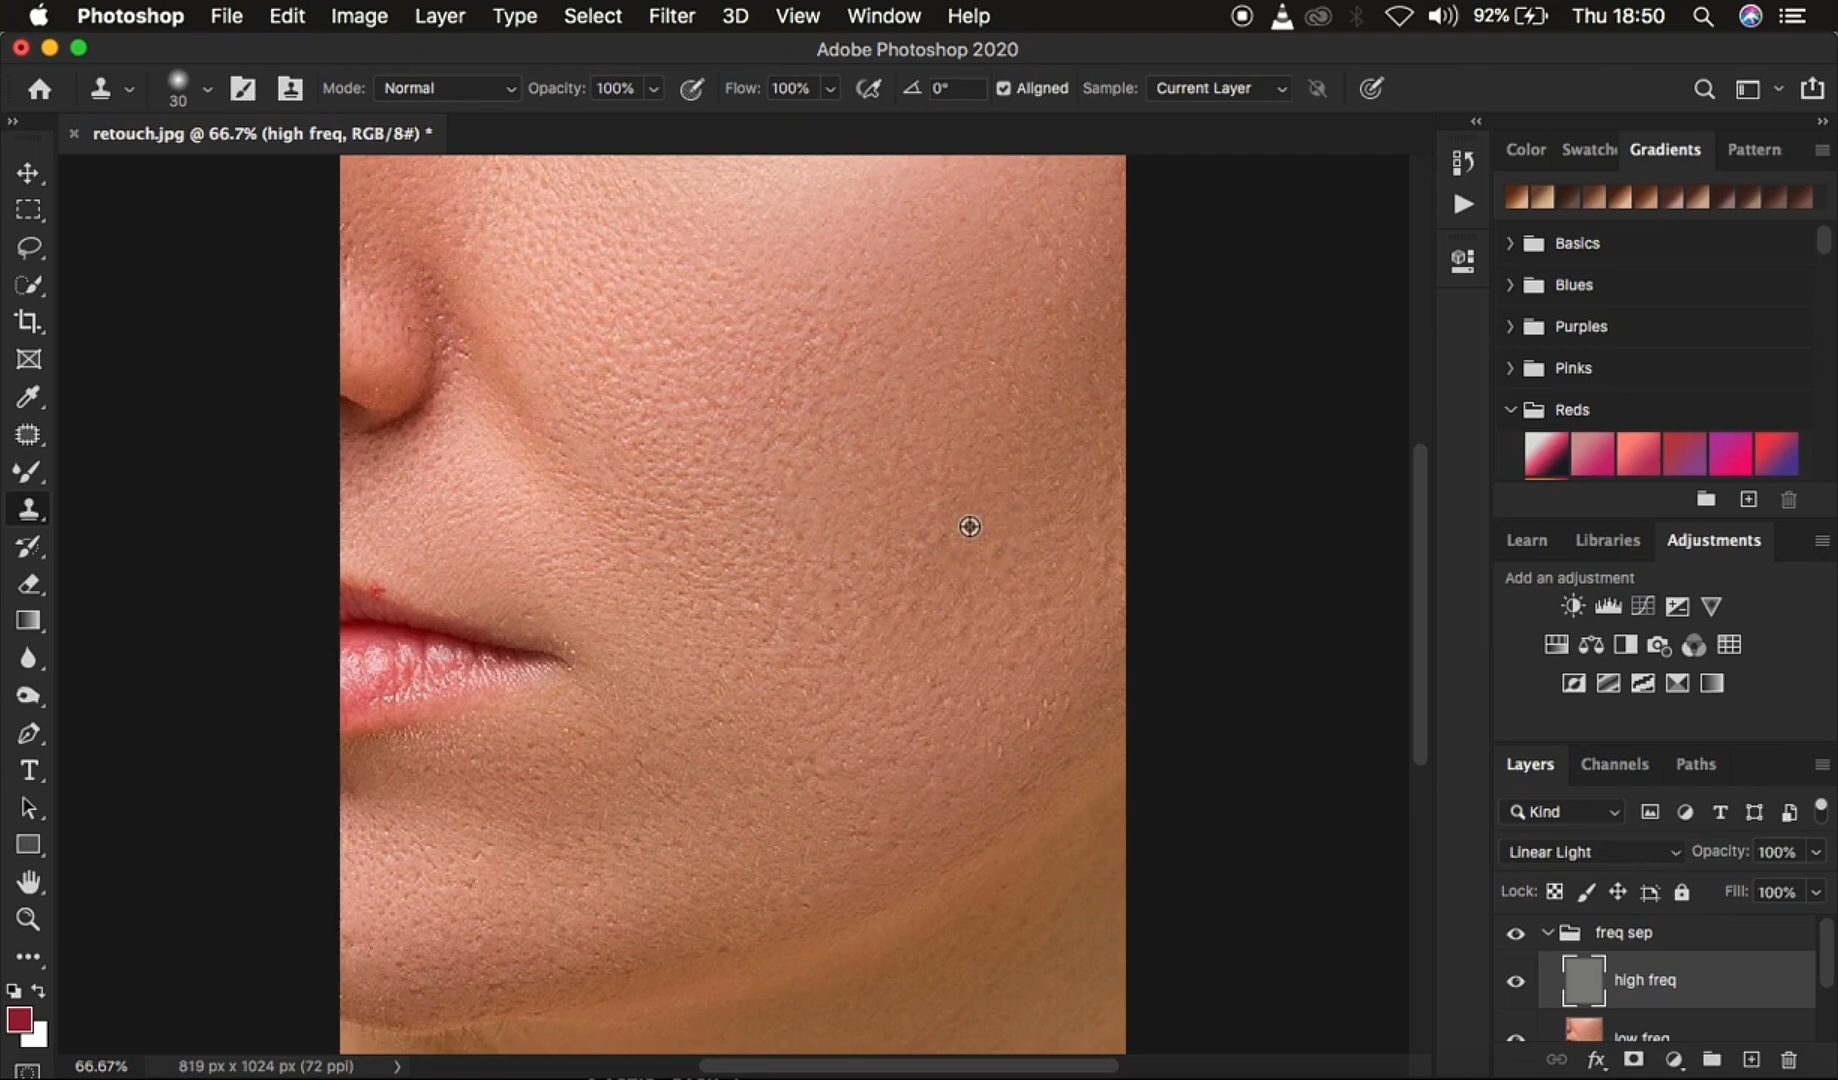 Photoshop File Edit Image Layer Type Select Filter 3D View Window Help 92% Thu 18:50
Adobe Photoshop 2020
30 Mode: Normal Opacity: 100% Flow: 100% 0° Aligned Sample: Current Layer
retouch.jpg @ 66.7% (high freq, RGB/8#) *
Color Swatche Gradients Pattern
Basics
Blues
Purples
Pinks
Reds
Learn Libraries Adjustments
Add an adjustment
Layers Channels Paths
Kind
Linear Light Opacity: 100%
Lock: Fill: 100%
freq sep
high freq
low freq
66.67% 819 px x 1024 px (72 ppi)